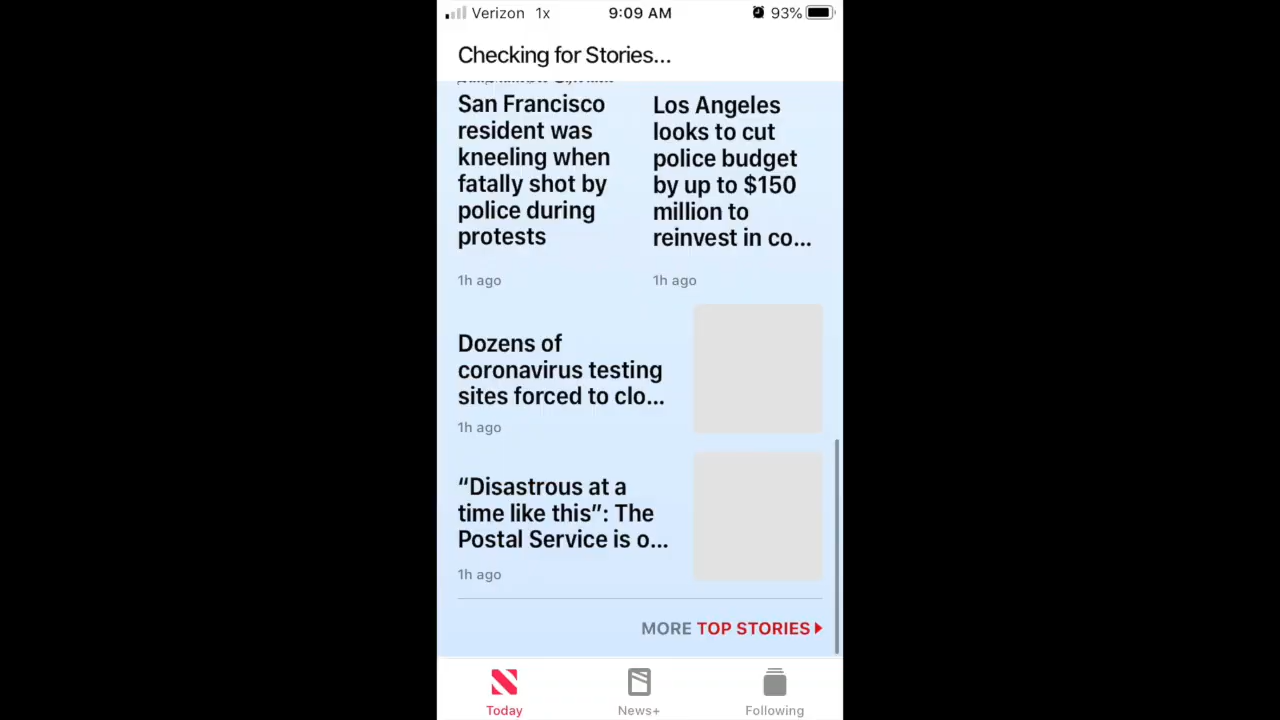 Verizon 1x 9:09 AM 93%
Checking for Stories...
San Francisco
resident was
kneeling when
fatally shot by
police during
protests
1h ago
Los Angeles
looks to cut
police budget
by up to $150
million to
reinvest in co...
1h ago
Dozens of
coronavirus testing
sites forced to clo...
1h ago
“Disastrous at a
time like this”: The
Postal Service is o...
1h ago
MORE TOP STORIES
Today News+ Following